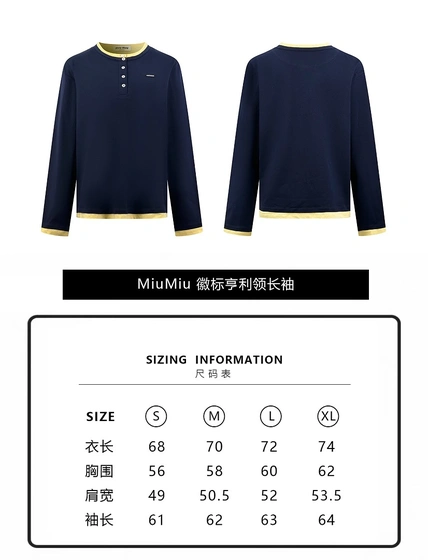 MiuMiu 徽标亨利领长袖
SIZING INFORMATION
尺码表
SIZE S M L XL
衣长 68 70 72 74
胸围 56 58 60 62
肩宽 49 50.5 52 53.5
袖长 61 62 63 64